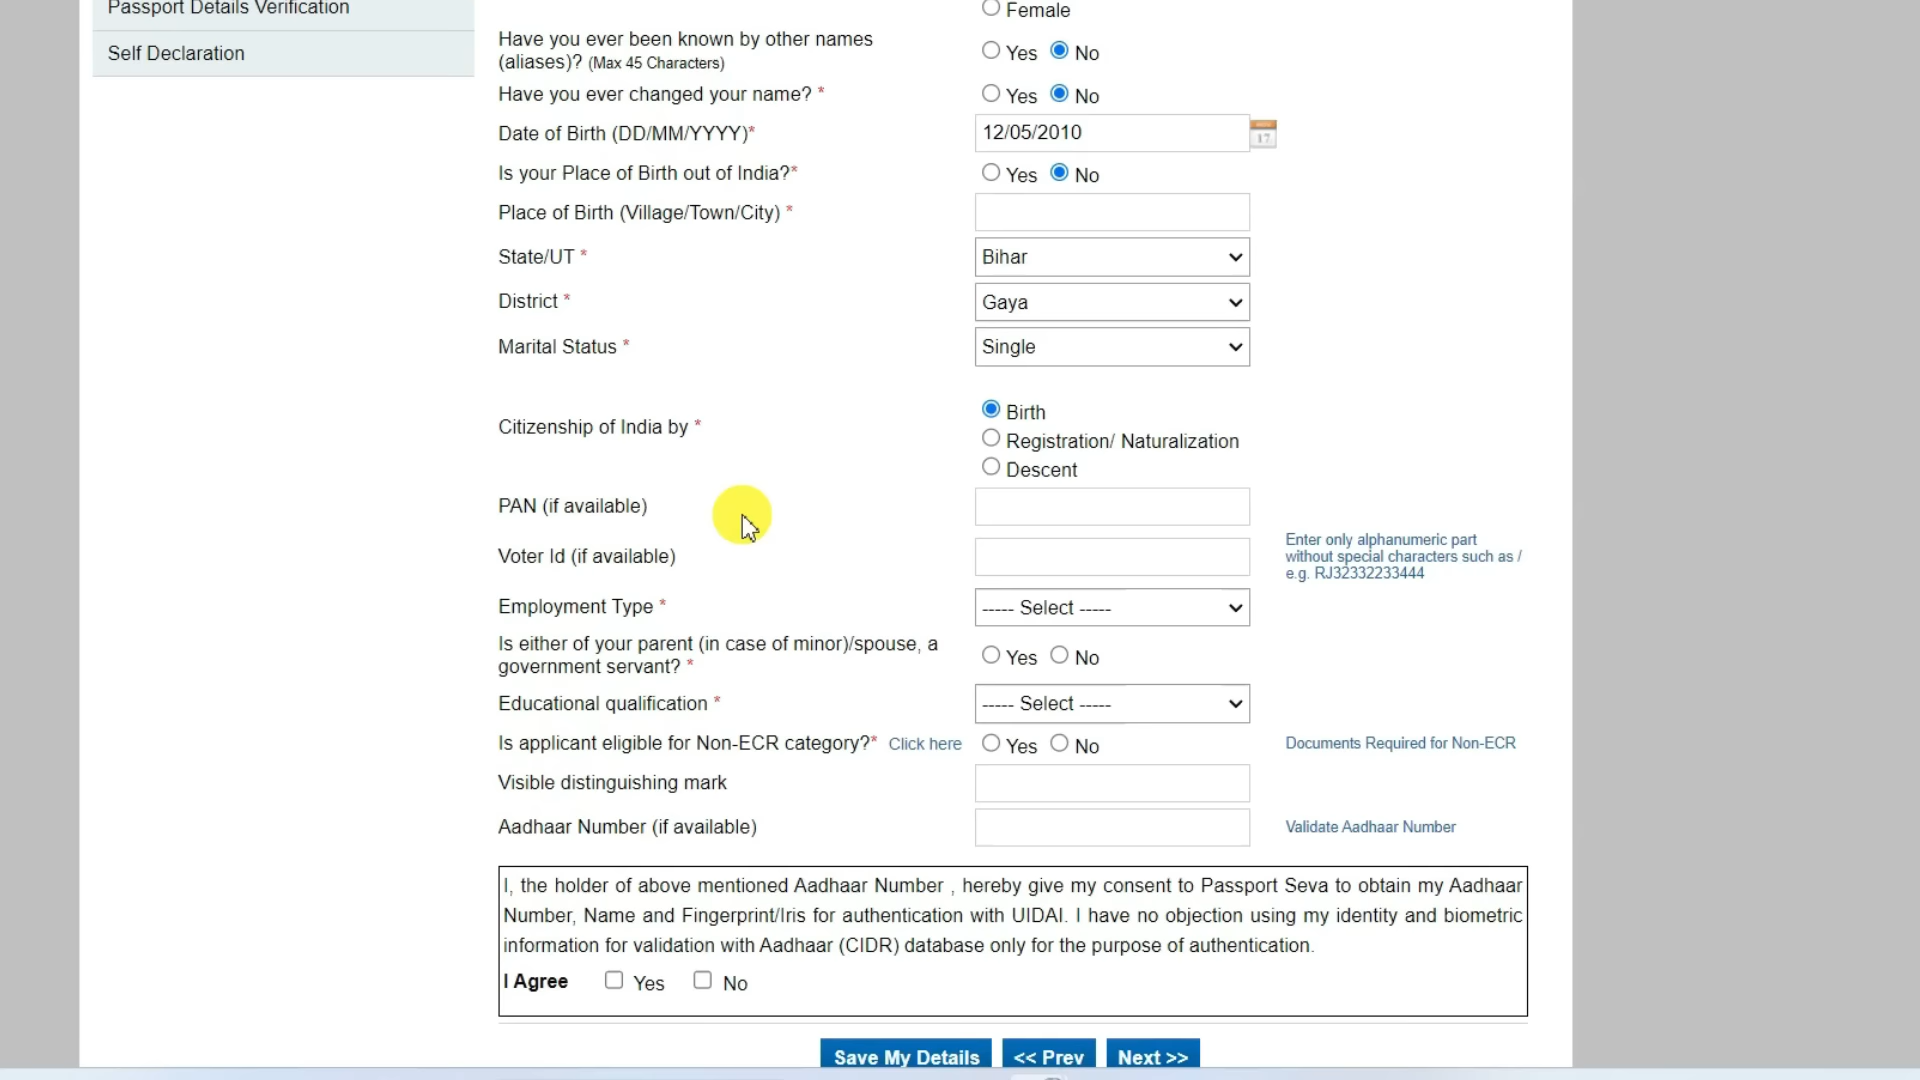 Passport Details Verification
Self Declaration
Female
Have you ever been known by other names
(aliases)? (Max 45 Characters)
Yes No
Have you ever changed your name? *
Yes No
Date of Birth (DD/MM/YYYY)*
12/05/2010
17
Is your Place of Birth out of India?*
Yes No
Place of Birth (Village/Town/City) *
State/UT *
Bihar
District *
Gaya
Marital Status *
Single
Citizenship of India by *
Birth
Registration/ Naturalization
Descent
PAN (if available)
Voter Id (if available)
Enter only alphanumeric part
without special characters such as /
e.g. RJ32332233444
Employment Type *
----- Select -----
Is either of your parent (in case of minor)/spouse, a
government servant? *
Yes No
Educational qualification *
----- Select -----
Is applicant eligible for Non-ECR category?* Click here
Yes No
Documents Required for Non-ECR
Visible distinguishing mark
Aadhaar Number (if available)
Validate Aadhaar Number
I, the holder of above mentioned Aadhaar Number , hereby give my consent to Passport Seva to obtain my Aadhaar
Number, Name and Fingerprint/Iris for authentication with UIDAI. I have no objection using my identity and biometric
information for validation with Aadhaar (CIDR) database only for the purpose of authentication.
I Agree Yes No
Save My Details << Prev Next >>